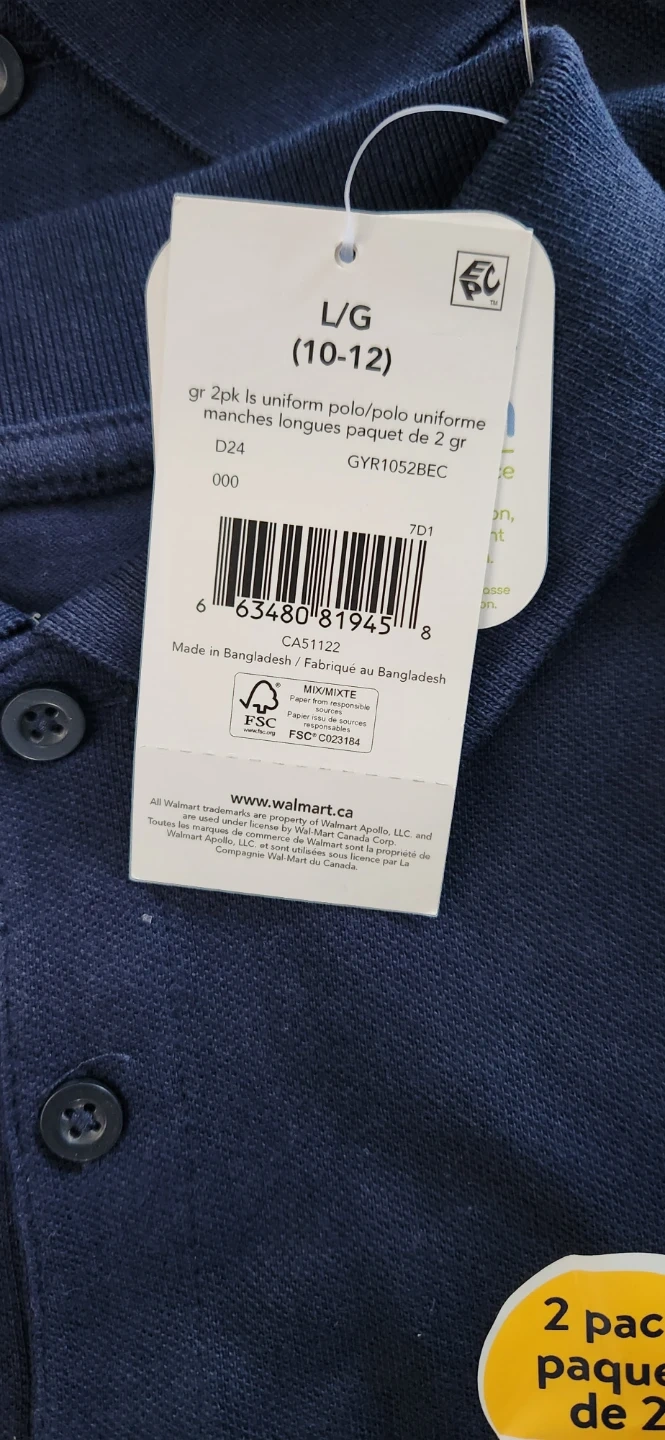 EPC
TM
L/G
(10-12)
gr 2pk ls uniform polo/polo uniforme
manches longues paquet de 2 gr
D24
GYR1052BEC
000
7D1
6 63480 81945 8
CA51122
Made in Bangladesh / Fabriqué au Bangladesh
FSC
®
www.fsc.org
MIX/MIXTE
Paper from responsible
sources
Papier issu de sources
responsables
FSC® C023184
www.walmart.ca
All Walmart trademarks are property of Walmart Apollo, LLC. and
are used under license by Wal-Mart Canada Corp.
Toutes les marques de commerce de Walmart sont la propriété de
Walmart Apollo, LLC. et sont utilisées sous licence par La
Compagnie Wal-Mart du Canada.
2 pac
paque
de 2